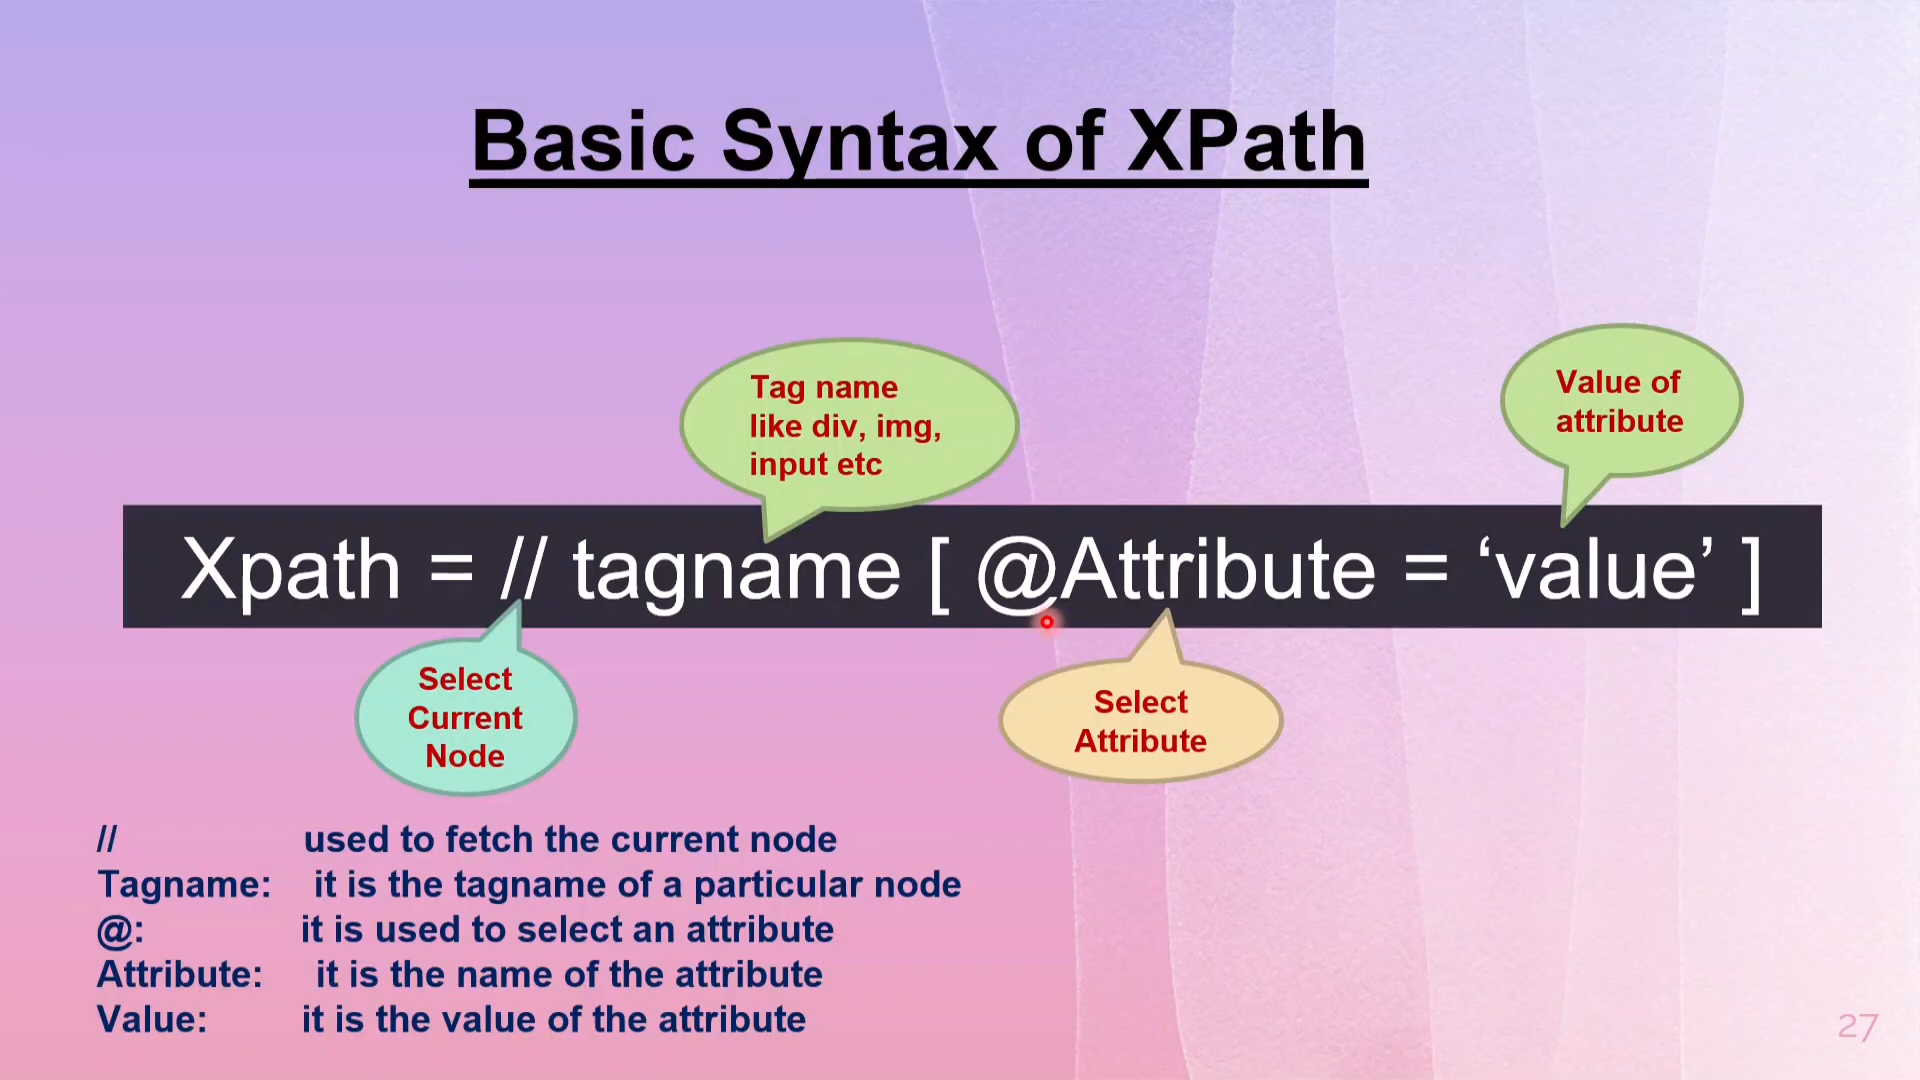 Basic Syntax of XPath
Tag name
like div, img,
input etc
Value of
attribute
Xpath = // tagname [ @Attribute = ‘value’ ]
Select
Current
Node
Select
Attribute
// used to fetch the current node
Tagname: it is the tagname of a particular node
@: it is used to select an attribute
Attribute: it is the name of the attribute
Value: it is the value of the attribute
27